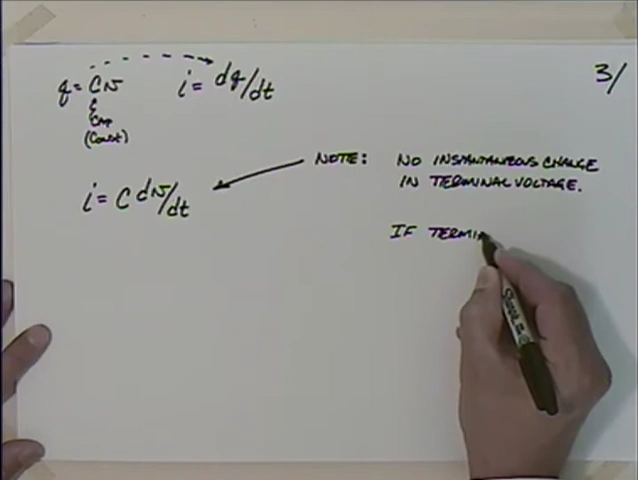 3/
q = Cv
i = dq/dt
Cap
(Const)
i = C dv/dt
NOTE: NO INSTANTANEOUS CHANGE
IN TERMINAL VOLTAGE.
IF TERMI